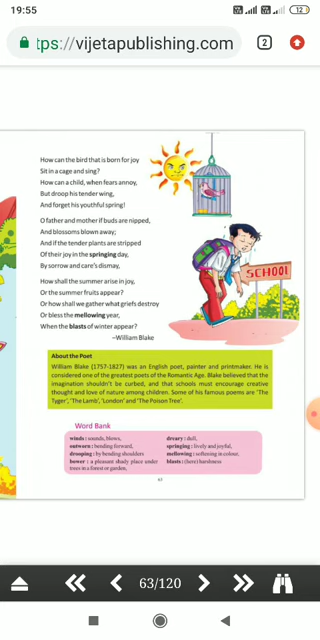 19:55
12
tps://vijetapublishing.com
2
How can the bird that is born for joy
Sit in a cage and sing?
How can a child, when fears annoy,
But droop his tender wing,
And forget his youthful spring!
O father and mother if buds are nipped,
And blossoms blown away;
And if the tender plants are stripped
Of their joy in the springing day,
By sorrow and care's dismay,
How shall the summer arise in joy,
Or the summer fruits appear?
Or how shall we gather what griefs destroy
Or bless the mellowing year,
When the blasts of winter appear?
–William Blake
SCHOOL
About the Poet
William Blake (1757-1827) was an English poet, painter and printmaker. He is
considered one of the greatest poets of the Romantic Age. Blake believed that the
imagination shouldn't be curbed, and that schools must encourage creative
thought and love of nature among children. Some of his famous poems are 'The
Tyger', 'The Lamb', 'London' and 'The Poison Tree'.
Word Bank
winds : sounds, blows,
outworn : bending forward,
drooping : by bending shoulders
bower : a pleasant shady place under
trees in a forest or garden,
dreary : dull,
springing : lively and joyful,
mellowing : softening in colour,
blasts : (here) harshness
63
63/120